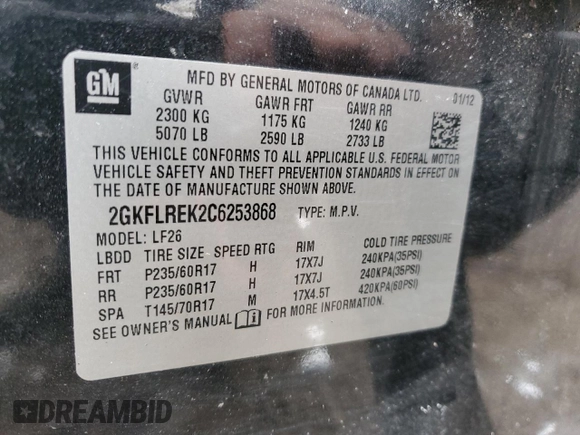 GM
MFD BY GENERAL MOTORS OF CANADA LTD. 01/12
GVWR GAWR FRT GAWR RR
2300 KG 1175 KG 1240 KG
5070 LB 2590 LB 2733 LB
THIS VEHICLE CONFORMS TO ALL APPLICABLE U.S. FEDERAL MOTOR
VEHICLE SAFETY AND THEFT PREVENTION STANDARDS IN EFFECT ON
THE DATE OF MANUFACTURE SHOWN ABOVE.
2GKFLREK2C6253868 TYPE: M.P.V.
MODEL: LF26
LBDD TIRE SIZE SPEED RTG RIM COLD TIRE PRESSURE
FRT P235/60R17 H 17X7J 240KPA(35PSI)
RR P235/60R17 H 17X7J 240KPA(35PSI)
SPA T145/70R17 M 17X4.5T 420KPA(60PSI)
SEE OWNER'S MANUAL FOR MORE INFORMATION.
DREAMBID